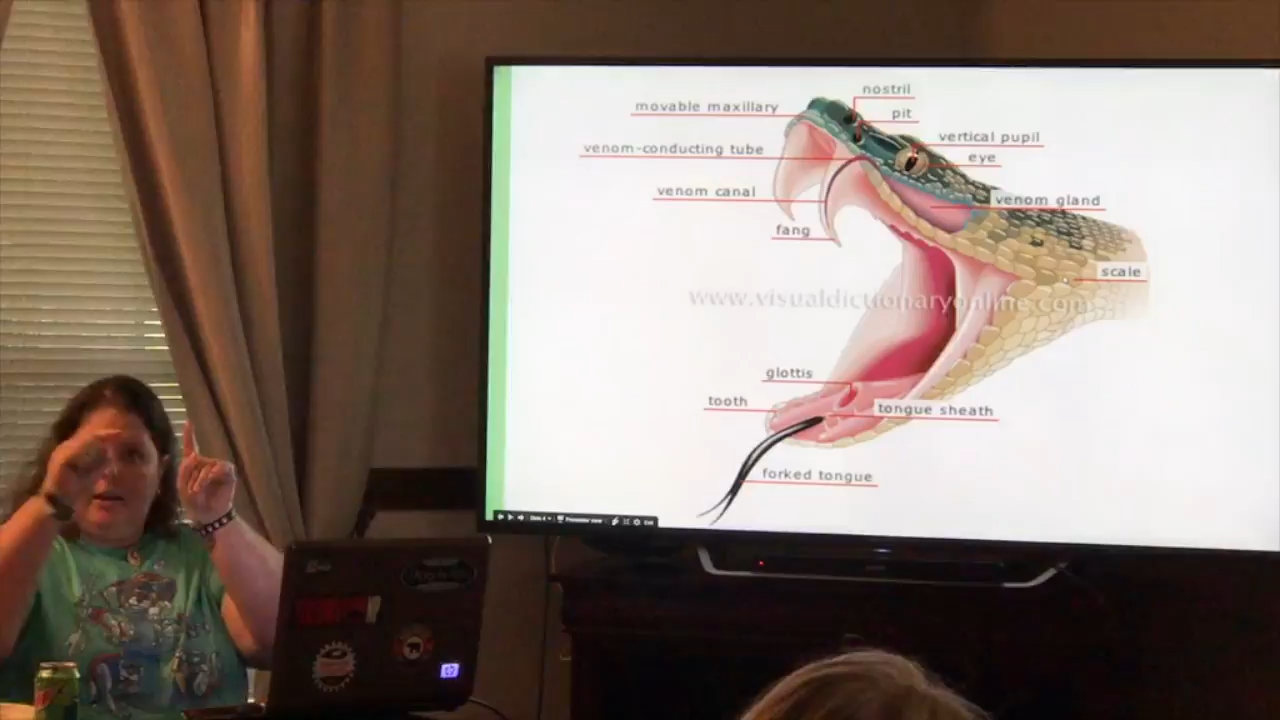 nostril
movable maxillary
pit
vertical pupil
venom-conducting tube
eye
venom canal
venom gland
fang
scale
www.visualdictionaryonline.com
glottis
tooth
tongue sheath
forked tongue